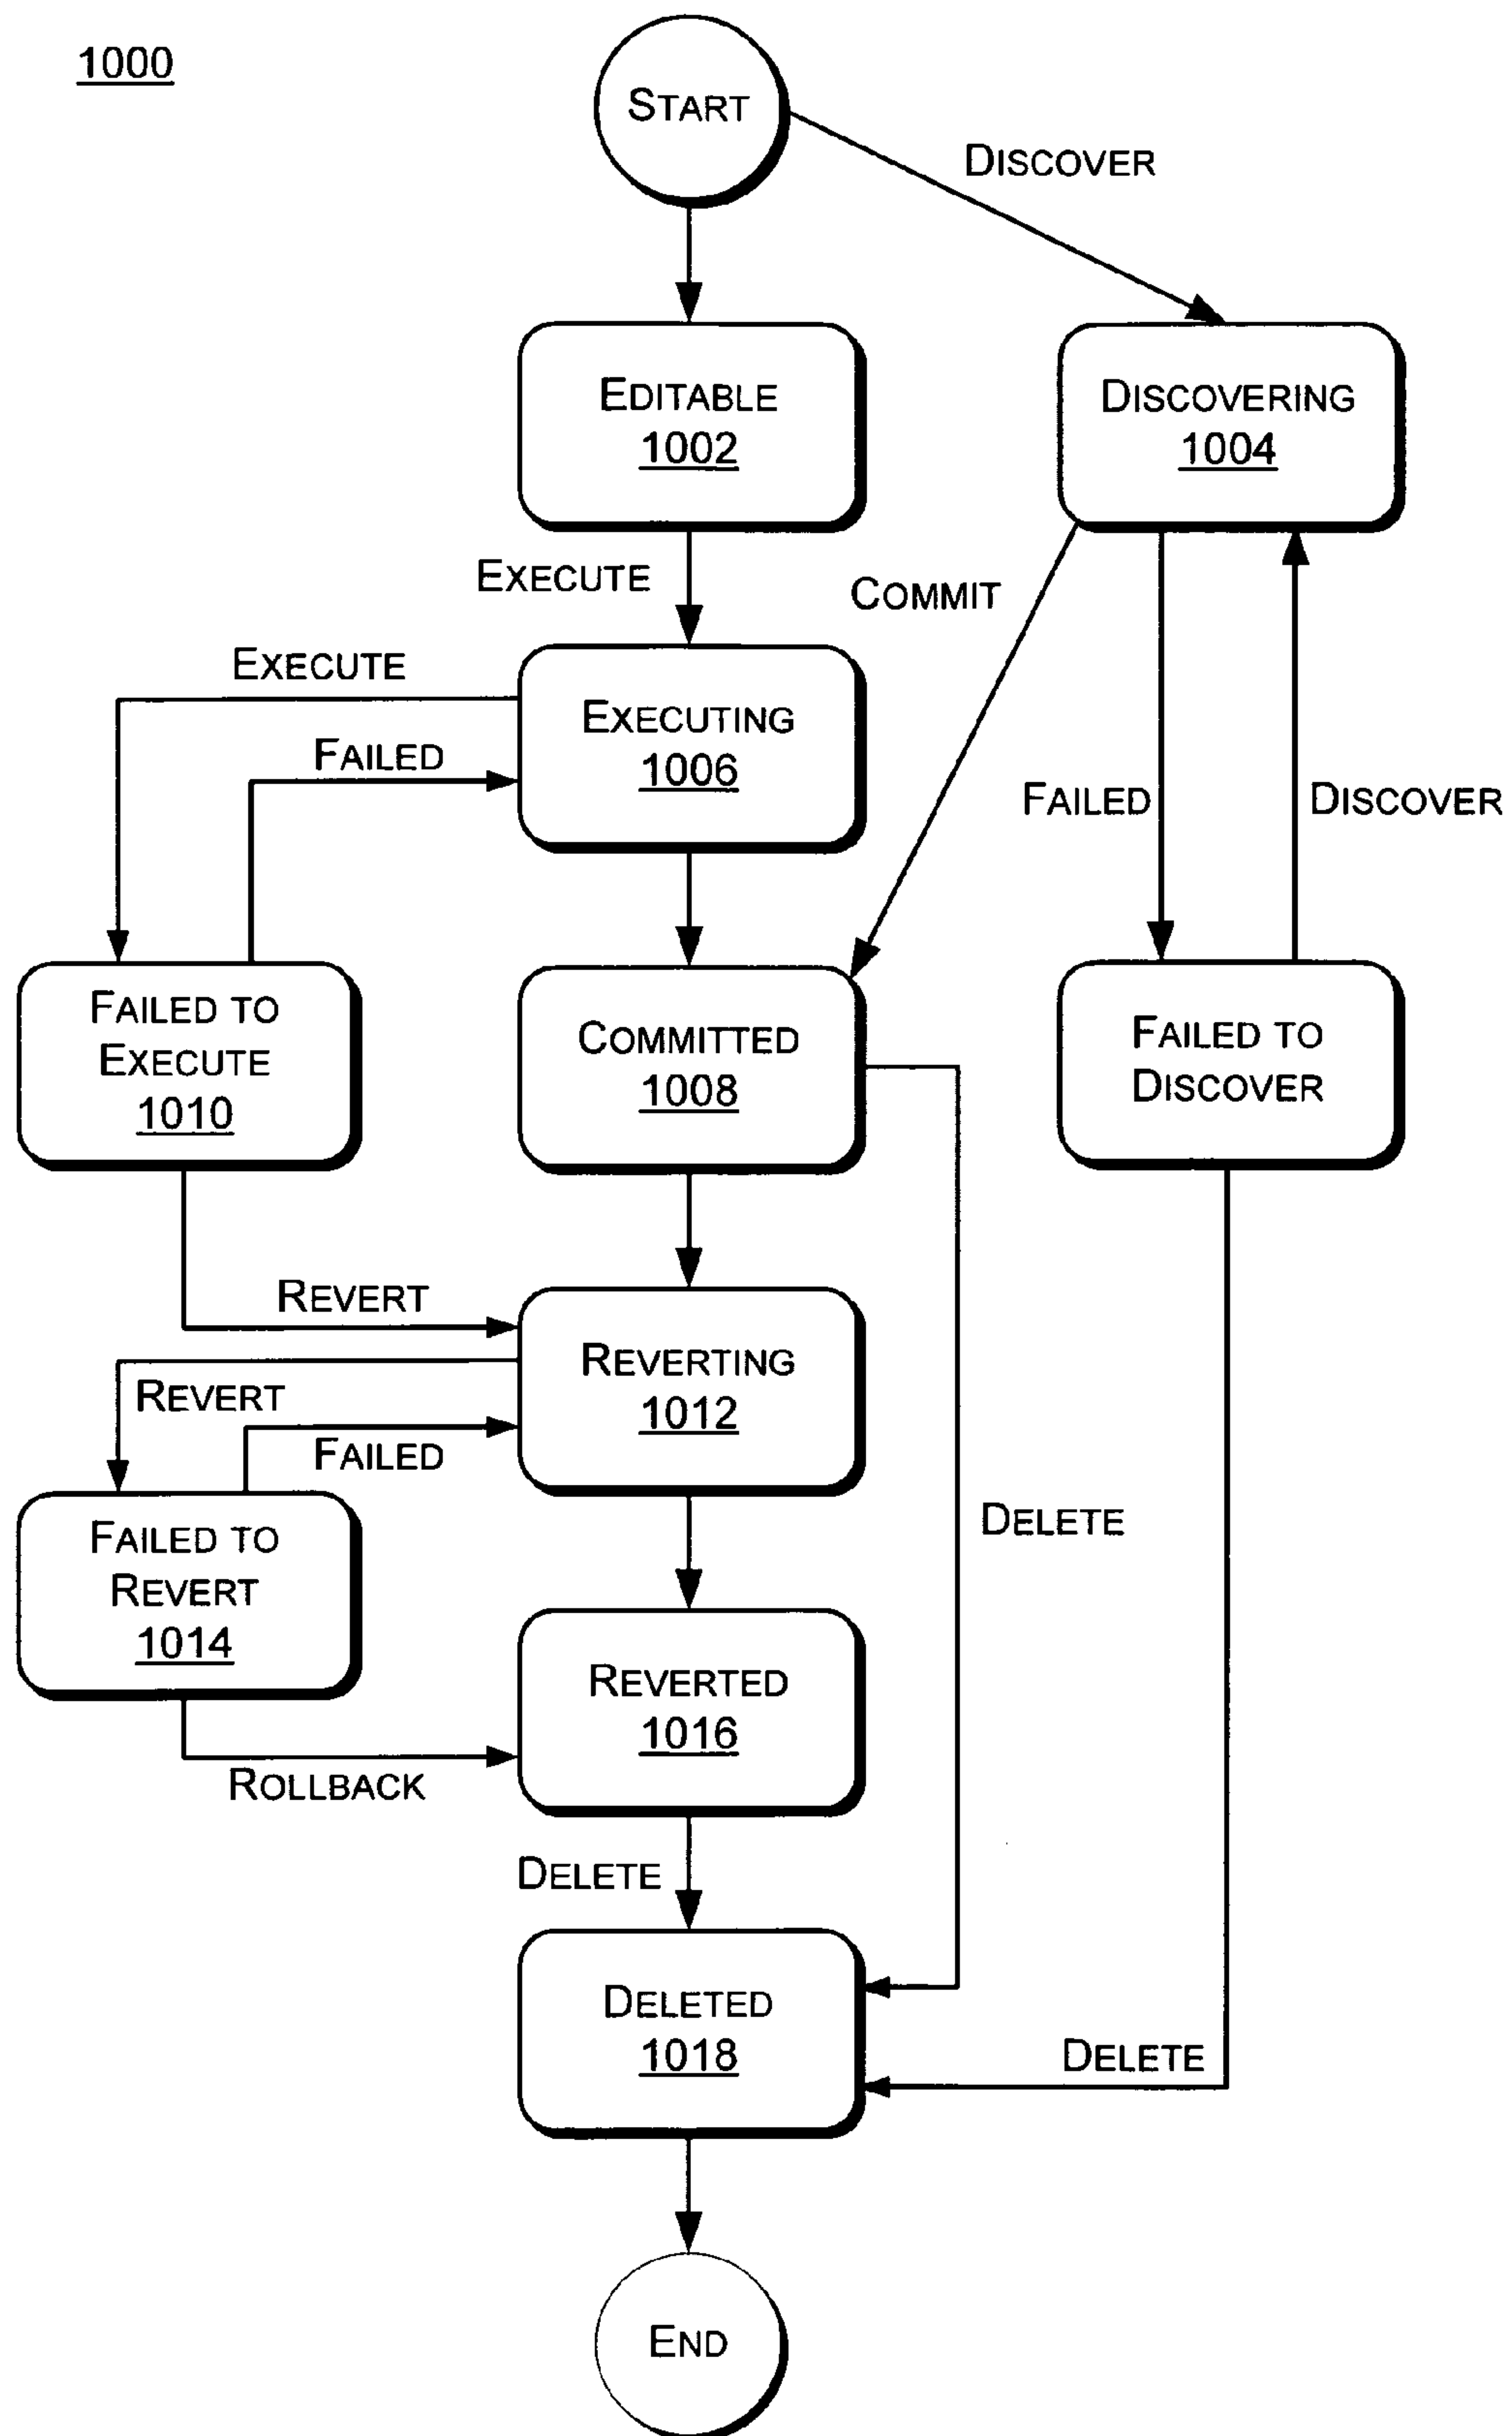 1000
START
DISCOVER
EDITABLE
1002
DISCOVERING
1004
EXECUTE
COMMIT
EXECUTE
EXECUTING
1006
FAILED
FAILED
DISCOVER
FAILED TO
EXECUTE
1010
COMMITTED
1008
FAILED TO
DISCOVER
REVERT
REVERTING
1012
REVERT
FAILED
DELETE
FAILED TO
REVERT
1014
REVERTED
1016
ROLLBACK
DELETE
DELETED
1018
DELETE
END